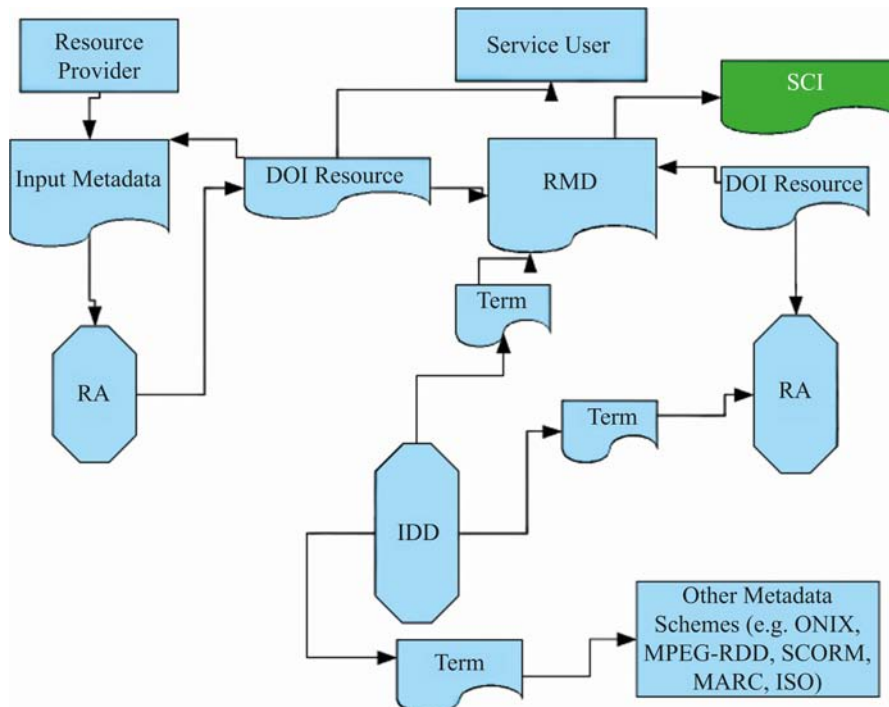 Resource
Provider
Service User
SCI
Input Metadata
DOI Resource
RMD
DOI Resource
Term
RA
Term
RA
IDD
Term
Other Metadata
Schemes (e.g. ONIX,
MPEG-RDD, SCORM,
MARC, ISO)